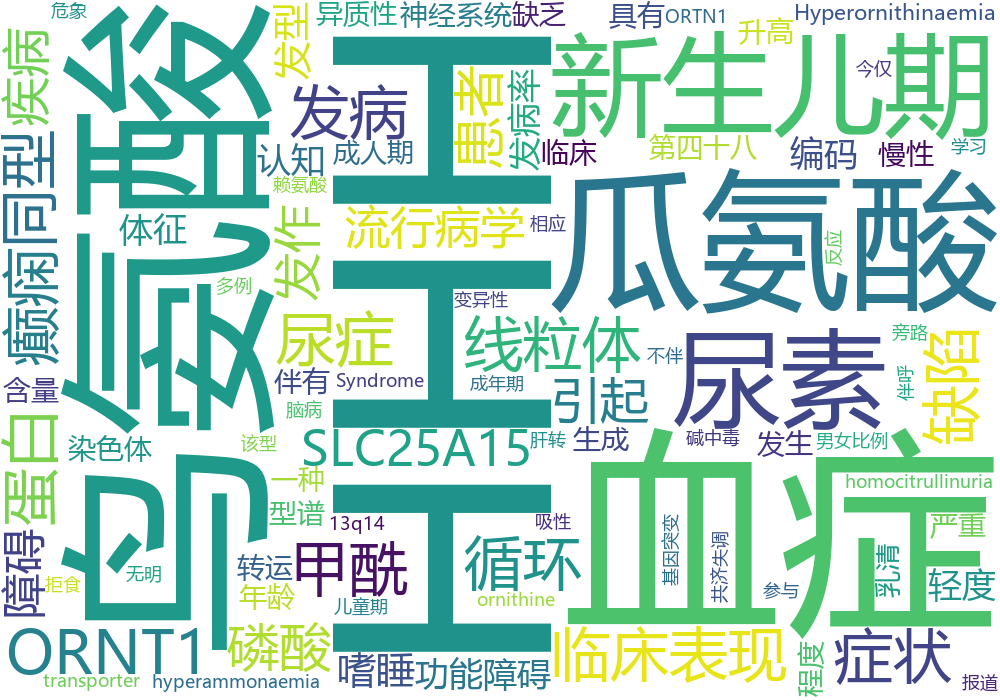 危象
异质性
神经系统
缺乏
具有
ORTN1
Hyperornithinaemia
升高
今仅
疾病
鸟氨酸
发型
发病
HHH
患者
发病率
新生儿期
临床
第四十八
编码
慢性
学习
认知
成人期
赖氨酸
同型
癫痫
体征
发作
流行病学
相应
瓜氨酸
反应
多例
变异性
尿症
线粒体
不伴
尿素
旁路
缺陷
伴呼
含量
伴有
Syndrome
成年期
引起
蛋白
染色体
脑病
该型
SLC25A15
肝转
生成
碱中毒
发生
男女比例
血症
一种
型谱
homocitrullinuria
障碍
13q14
吸性
基因突变
共济失调
严重
转运
甲酰
循环
乳清
轻度
拒食
无明
年龄
儿童期
ornithine
参与
ORNT1
磷酸
嗜睡
功能障碍
临床表现
程度
症状
transporter
hyperammonaemia
报道